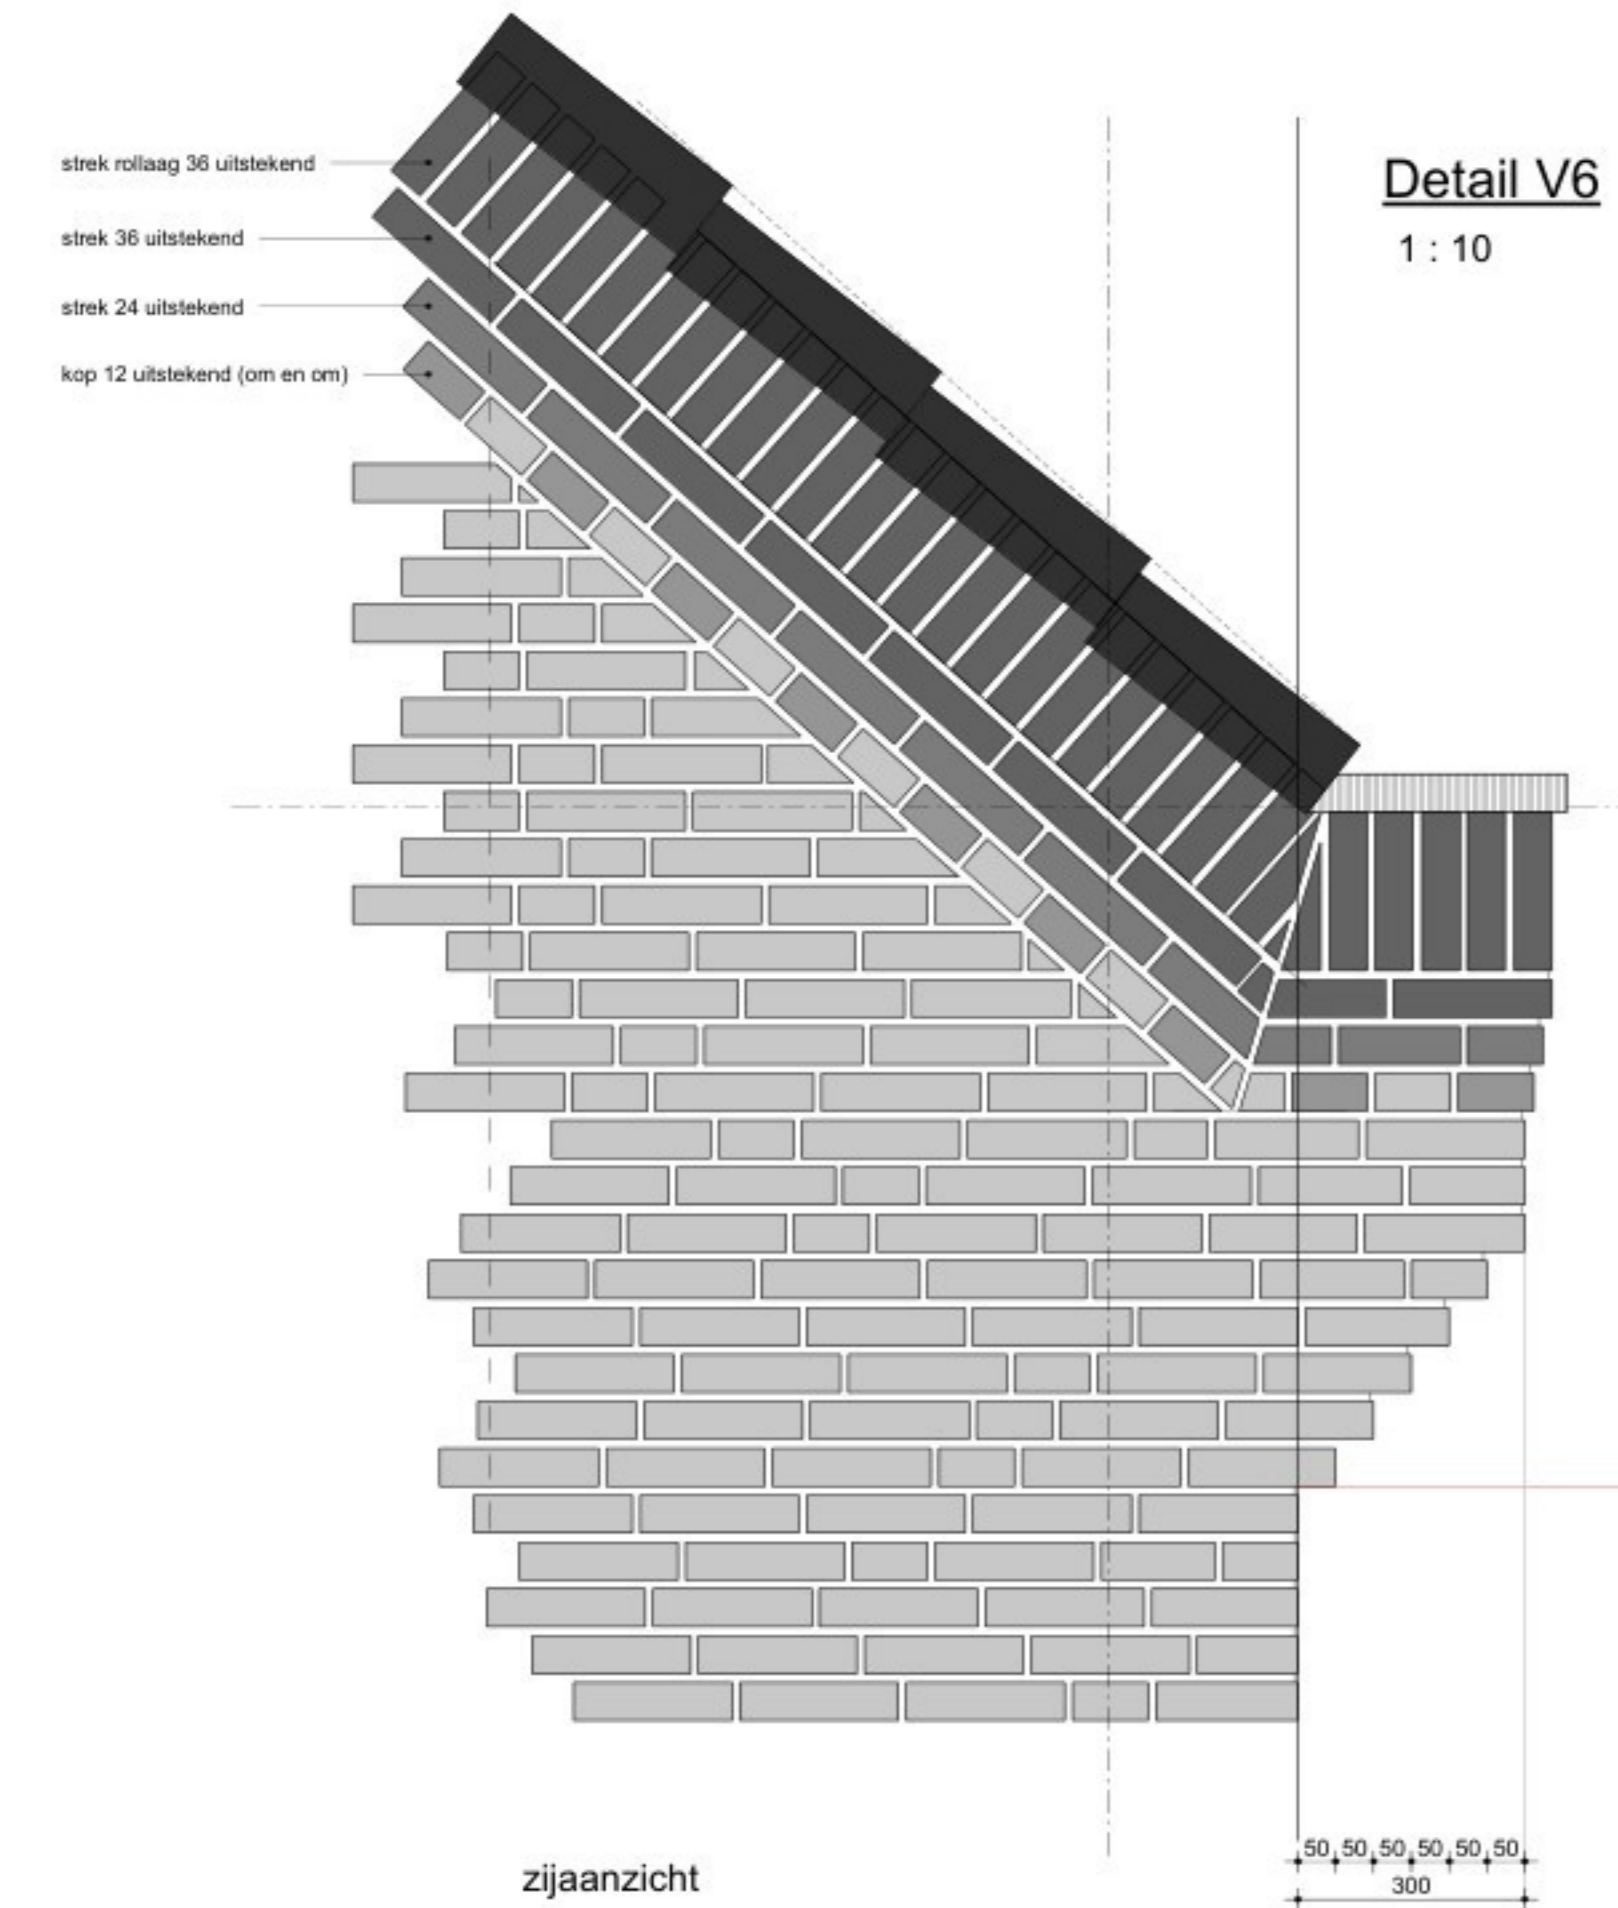 Detail V6
1 : 10
strek rollaag 36 uitstekend
strek 36 uitstekend
strek 24 uitstekend
kop 12 uitstekend (om en om)
50 50 50 50 50 50
300
zijaanzicht